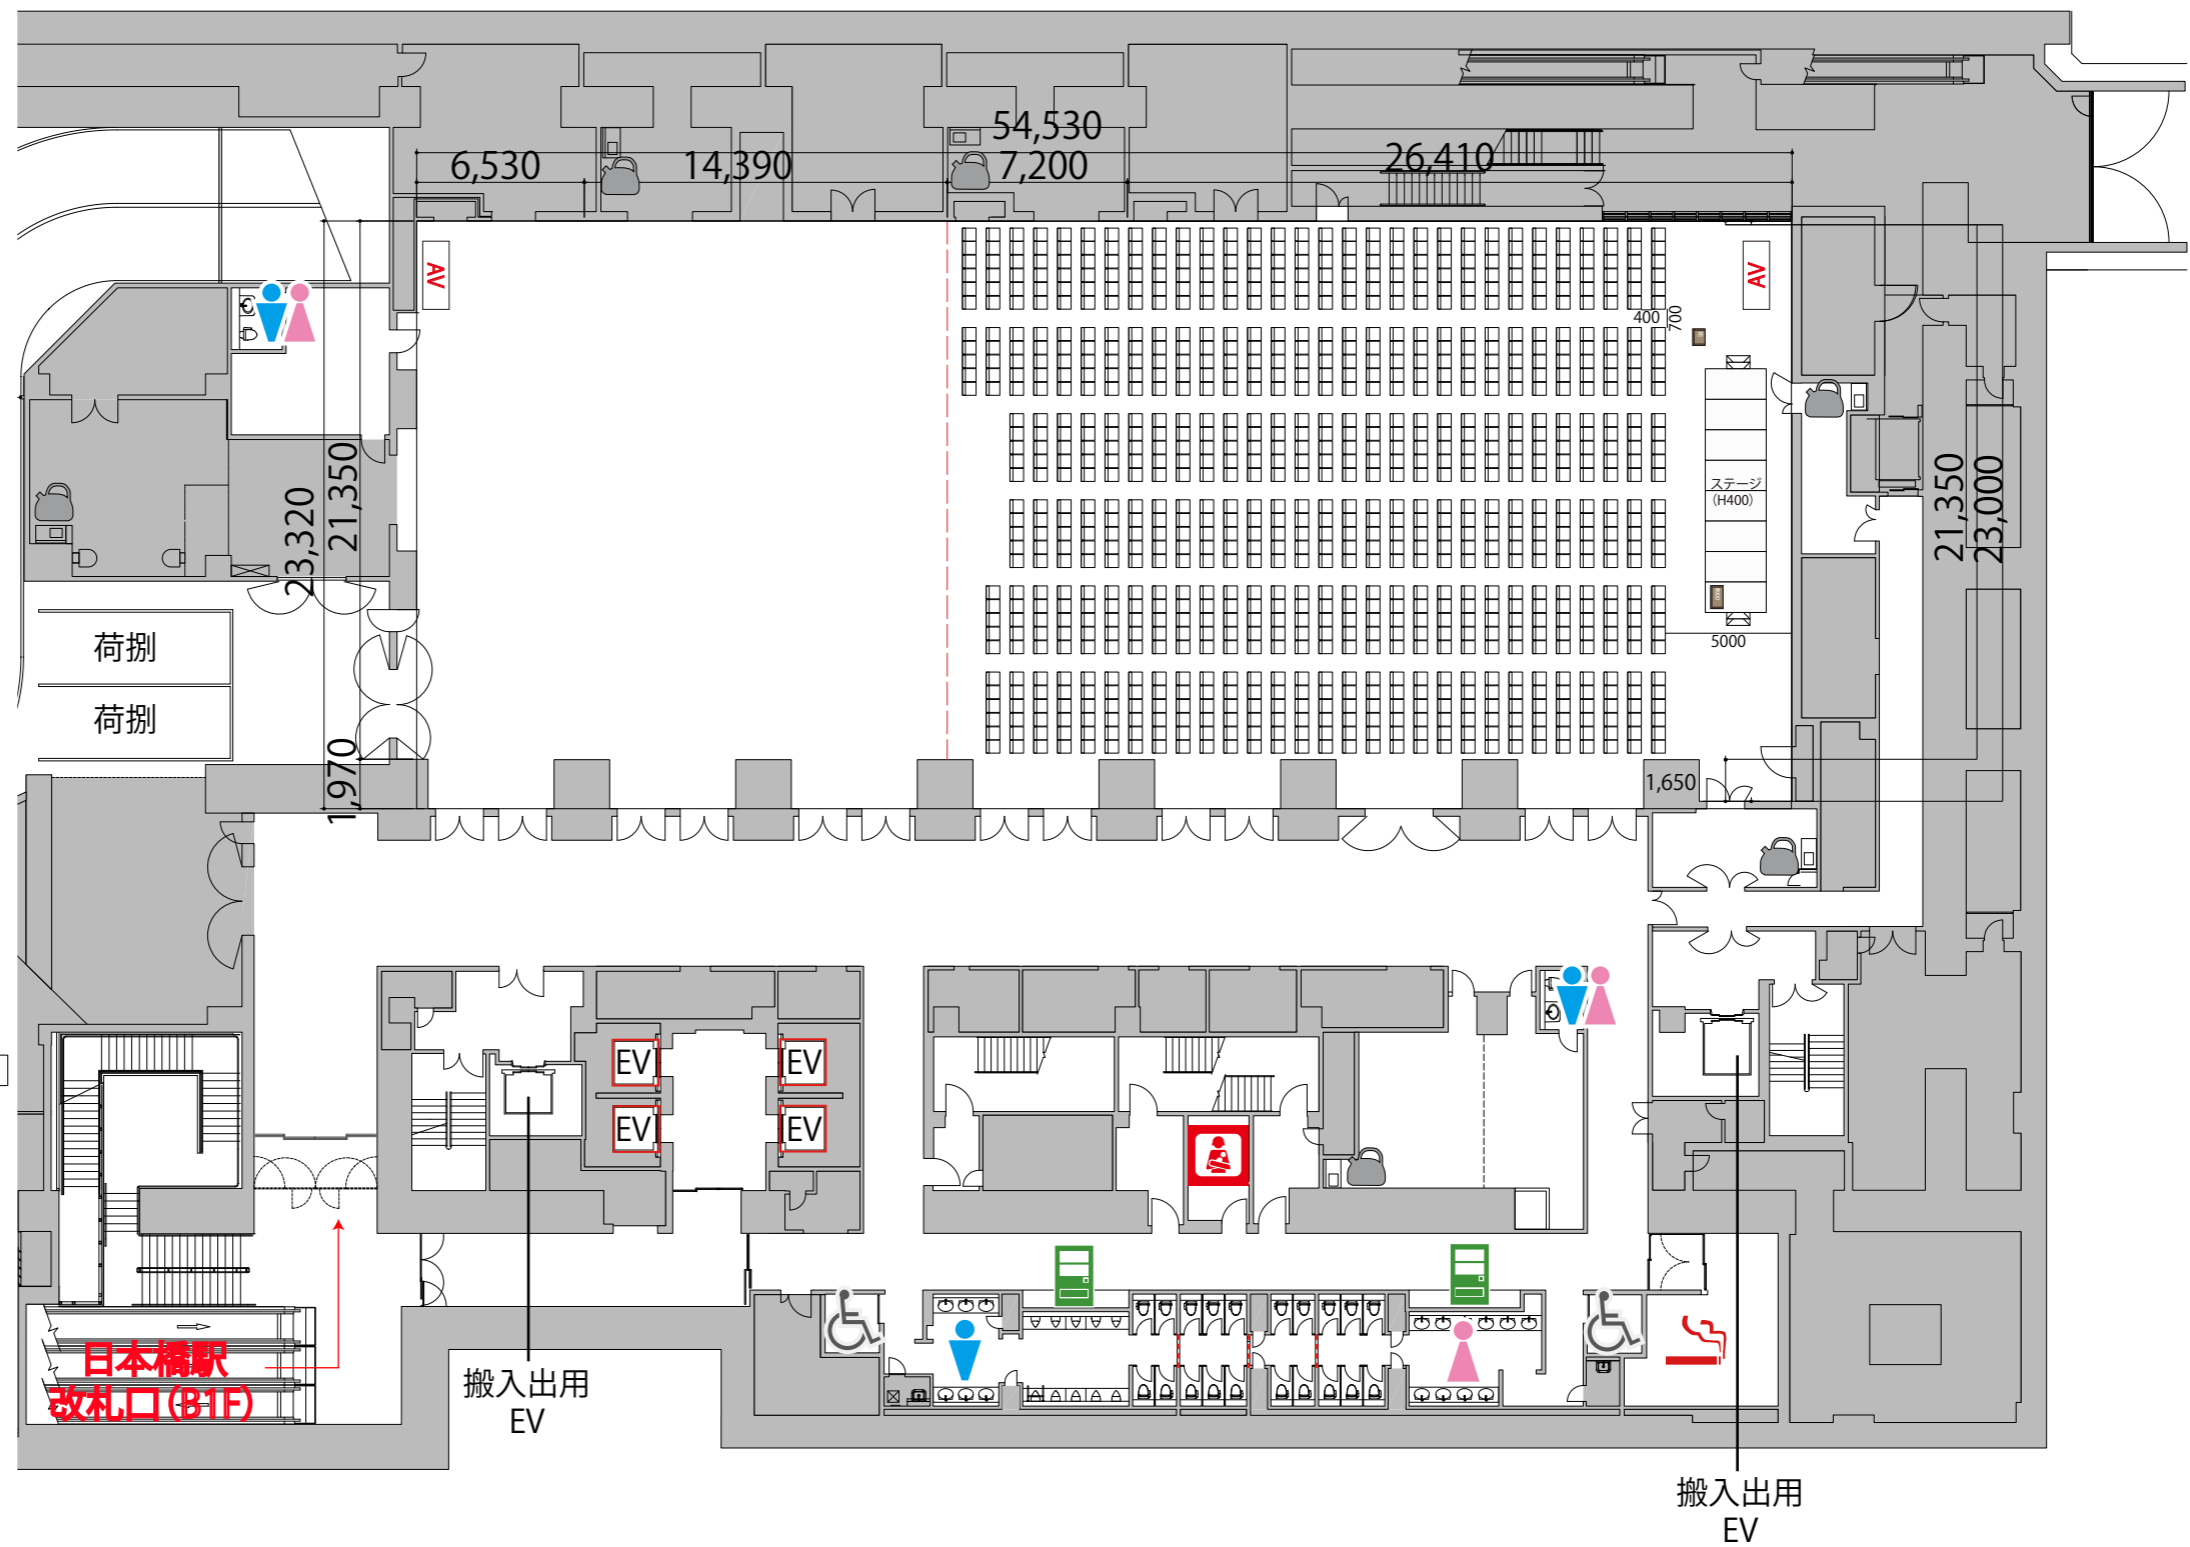 54,530
6,530
14,390
7,200
26,410
AV
AV
400
700
ステージ
(H400)
5000
21,350
23,320
1,970
21,350
23,000
1,650
荷捌
荷捌
EV
EV
EV
EV
日本橋駅
改札口(B1F)
搬入出用
EV
搬入出用
EV